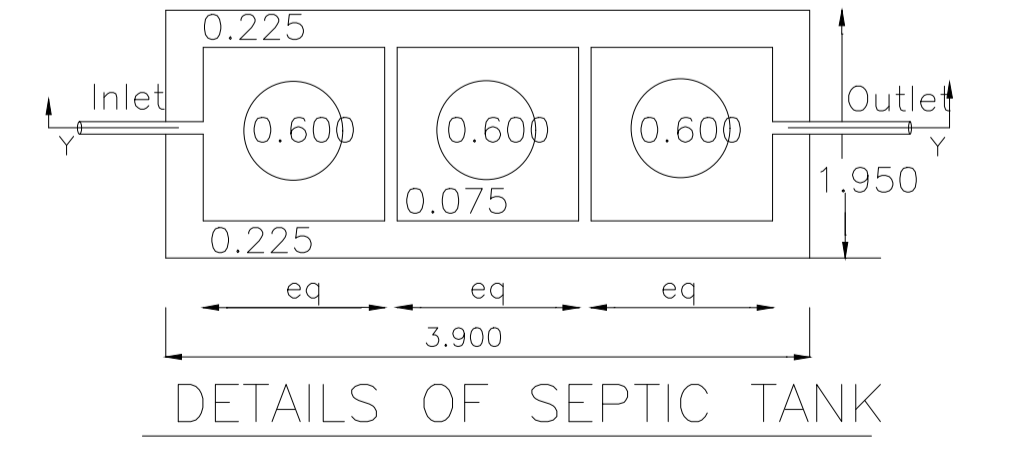 0.225
Inlet
Outlet
Y
0.600
0.600
0.600
Y
1.950
0.075
0.225
eq
eq
eq
3.900
DETAILS OF SEPTIC TANK